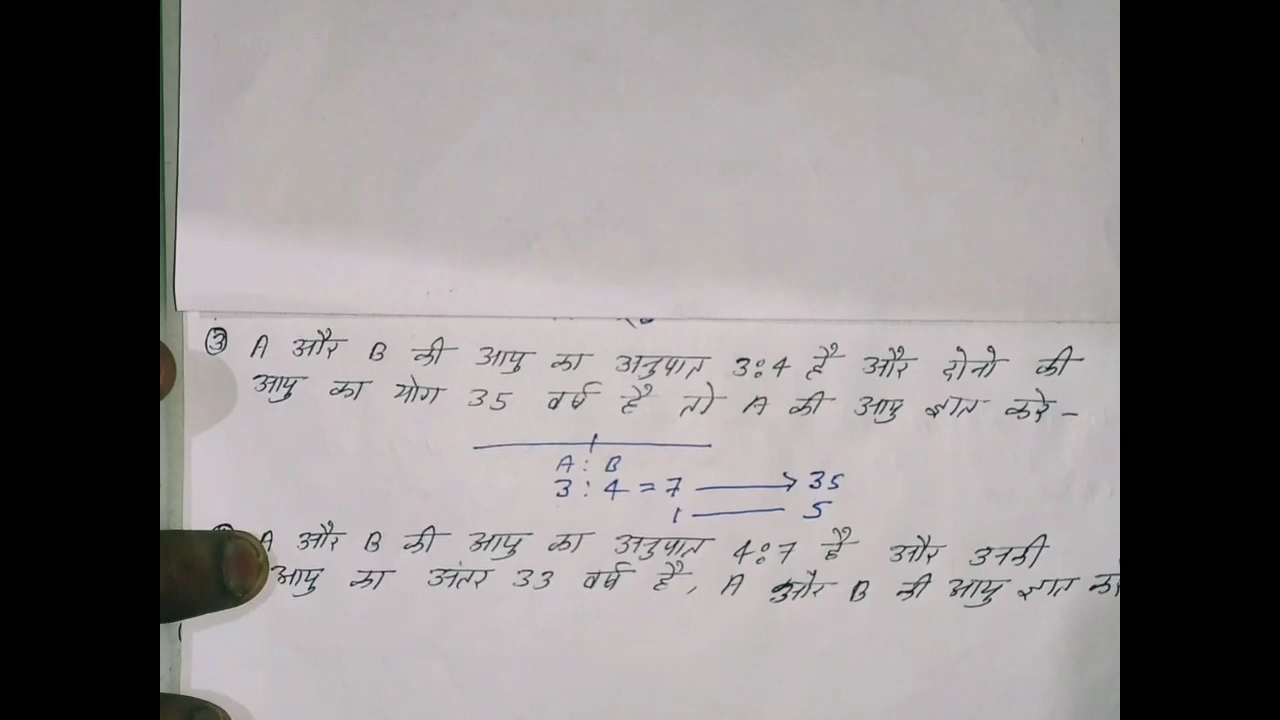 ③ A और B की आयु का अनुपात 3:4 है और दोनो की
आयु का योग 35 वर्ष है तो A की आयु ज्ञात करे -
A : B
3 : 4 = 7 → 35
1 — 5
A और B की आयु का अनुपात 4:7 है और उनकी
आयु का अंतर 33 वर्ष है, A और B की आयु ज्ञात करे